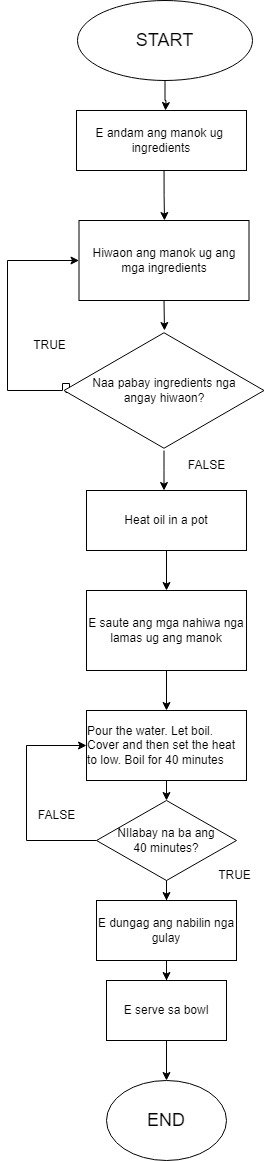 START
E andam ang manok ug
ingredients
Hiwaon ang manok ug ang
mga ingredients
TRUE
Naa pabay ingredients nga
angay hiwaon?
FALSE
Heat oil in a pot
E saute ang mga nahiwa nga
lamas ug ang manok
Pour the water. Let boil.
Cover and then set the heat
to low. Boil for 40 minutes
FALSE
NIlabay na ba ang
40 minutes?
TRUE
E dungag ang nabilin nga
gulay
E serve sa bowl
END